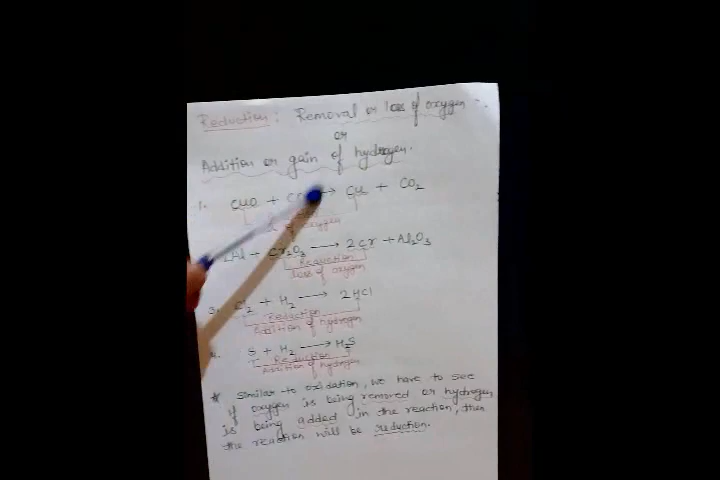 Reduction: Removal or loss of oxygen.
or
Addition or gain of hydrogen.
1. CuO + → Cu + CO2
of oxygen
2Al + Cr2O3 → 2Cr + Al2O3
Reduction
loss of oxygen
3. Cl2 + H2 → 2HCl
Reduction
Addition of hydrogen
4. S + H2 → H2S
Reduction
Addition of hydrogen
* Similar to oxidation, we have to see
if oxygen is being removed or hydrogen
is being added in the reaction, then
the reaction will be reduction.